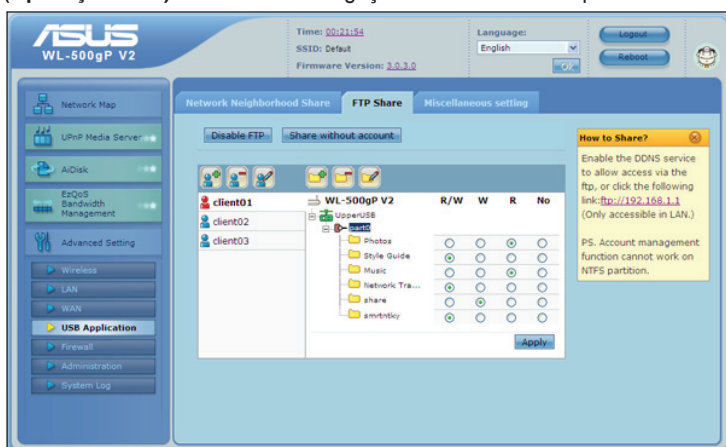 ASUS
WL-500gP V2
Time: 00:21:54
SSID: Default
Firmware Version: 3.0.3.0
Language:
English
Ok
Logout
Reboot
Network Map
UPnP Media Server
AiDisk
EzQoS
Bandwidth
Management
Advanced Setting
Wireless
LAN
WAN
USB Application
Firewall
Administration
System Log
Network Neighborhood Share
FTP Share
Miscellaneous setting
Disable FTP
Share without account
client01
client02
client03
WL-500gP V2 R/W W R No
UpperUSB
part0
Photos
Style Guide
Music
Network Tra...
share
smrtntky
Apply
How to Share?
Enable the DDNS service
to allow access via the
ftp, or click the following
link:ftp://192.168.1.1
(Only accessible in LAN.)
PS. Account management
function cannot work on
NTFS partition.